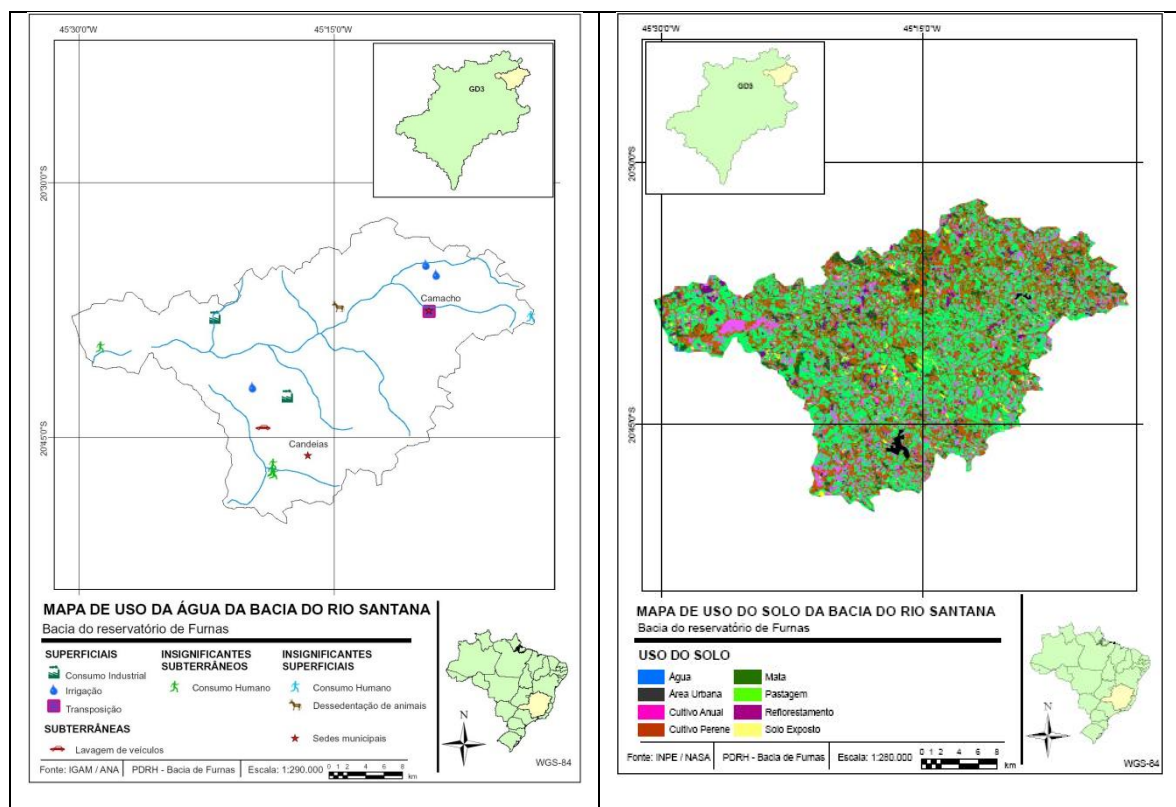 45°30'0"W
45°15'0"W
GD3
20°30'0"S
Camacho
20°45'0"S
Candeias
MAPA DE USO DA ÁGUA DA BACIA DO RIO SANTANA
Bacia do reservatório de Furnas
SUPERFICIAIS
Consumo Industrial
Irrigação
Transposição
SUBTERRÂNEAS
Lavagem de veículos
INSIGNIFICANTES
SUBTERRÂNEOS
Consumo Humano
INSIGNIFICANTES
SUPERFICIAIS
Consumo Humano
Dessedentação de animais
Sedes municipais
N
WGS-84
Fonte: IGAM / ANA
PDRH - Bacia de Furnas
Escala: 1:290.000
0 1 2 4 6 8
km
45°30'0"W
45°15'0"W
GD3
20°30'0"S
20°45'0"S
MAPA DE USO DO SOLO DA BACIA DO RIO SANTANA
Bacia do reservatório de Furnas
USO DO SOLO
Água
Área Urbana
Cultivo Anual
Cultivo Perene
Mata
Pastagem
Reflorestamento
Solo Exposto
N
WGS-84
Fonte: INPE / NASA
PDRH - Bacia de Furnas
Escala: 1:260.000
0 1 2 4 6 8
km